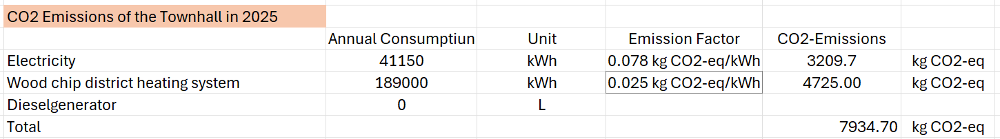 CO2 Emissions of the Townhall in 2025
Annual Consumptiun Unit Emission Factor CO2-Emissions
Electricity 41150 kWh 0.078 kg CO2-eq/kWh 3209.7 kg CO2-eq
Wood chip district heating system 189000 kWh 0.025 kg CO2-eq/kWh 4725.00 kg CO2-eq
Dieselgenerator 0 L
Total 7934.70 kg CO2-eq